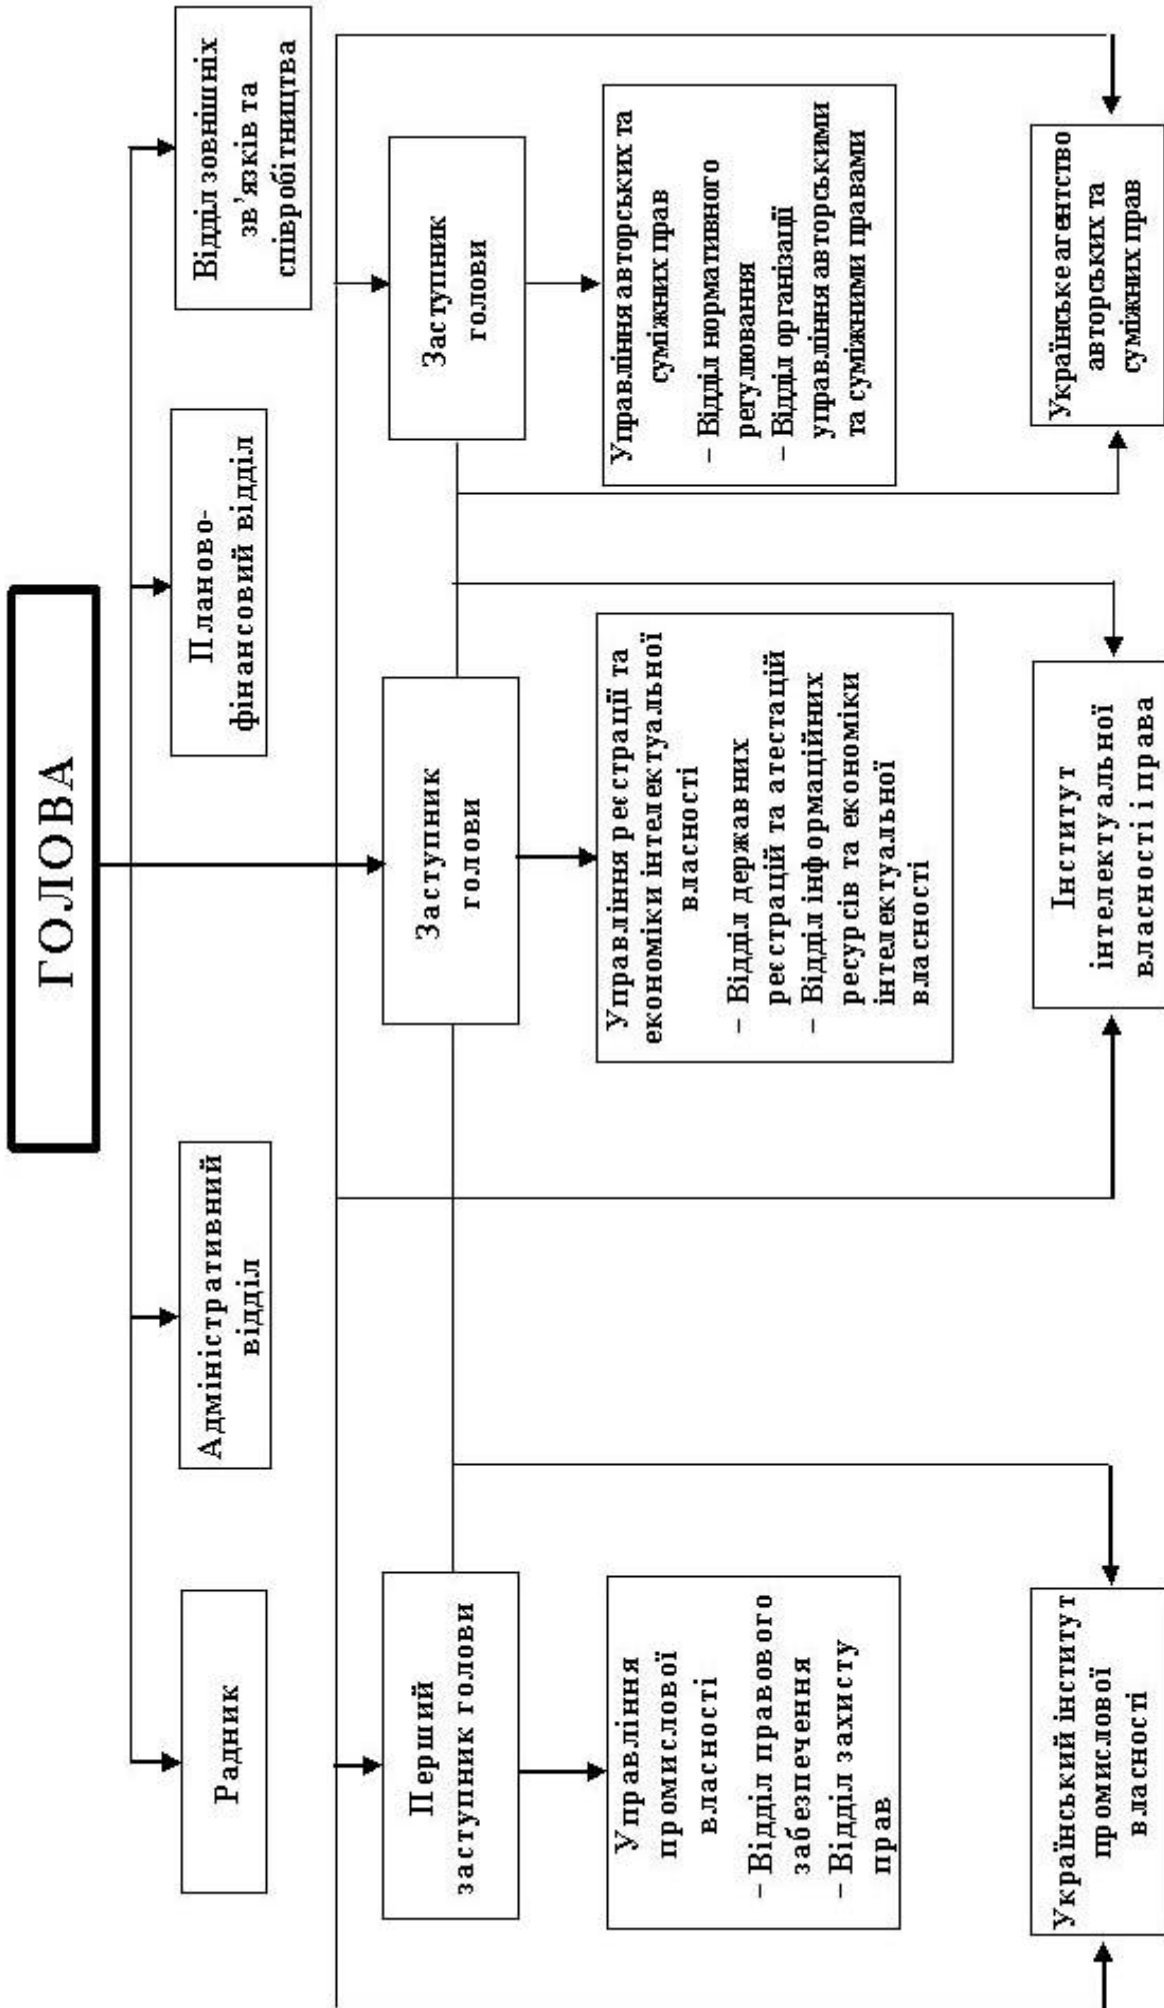 ГОЛОВА
Радник
Адміністративний
відділ
Планово-
фінансовий відділ
Відділ зовнішніх
зв'язків та
співробітництва
Перший
заступник голови
Заступник
голови
Заступник
голови
Управління
промислової
власності
– Відділ правового
забезпечення
– Відділ захисту
прав
Управління реєстрації та
економіки інтелектуальної
власності
– Відділ державних
реєстрацій та атестацій
– Відділ інформаційних
ресурсів та економіки
інтелектуальної
власності
Управління авторських та
суміжних прав
– Відділ нормативного
регулювання
– Відділ організації
управління авторськими
та суміжними правами
Український інститут
промислової
власності
Інститут
інтелектуальної
власності і права
Українське агентство
авторських та
суміжних прав